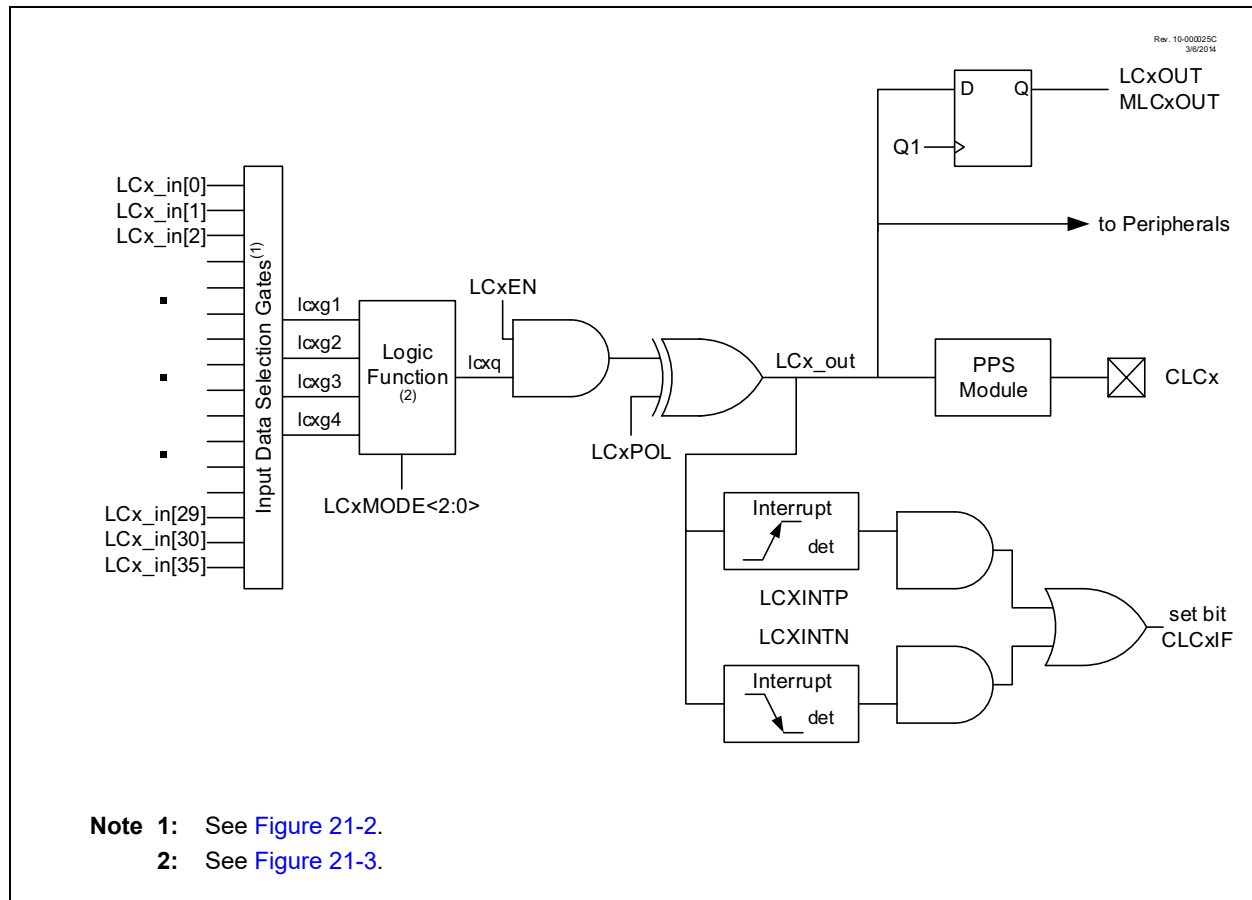 Rev. 10-000025C
3/6/2014
LCxOUT
MLCxOUT
D Q
Q1
to Peripherals
LCx_in[0]
LCx_in[1]
LCx_in[2]
Input Data Selection Gates(1)
lcxg1
lcxg2
lcxg3
lcxg4
Logic
Function
(2)
LCxMODE<2:0>
lcxq
LCxEN
LCxPOL
LCx_out
PPS
Module
CLCx
LCx_in[29]
LCx_in[30]
LCx_in[35]
Interrupt
det
LCXINTP
LCXINTN
Interrupt
det
set bit
CLCxIF
Note 1: See Figure 21-2.
2: See Figure 21-3.